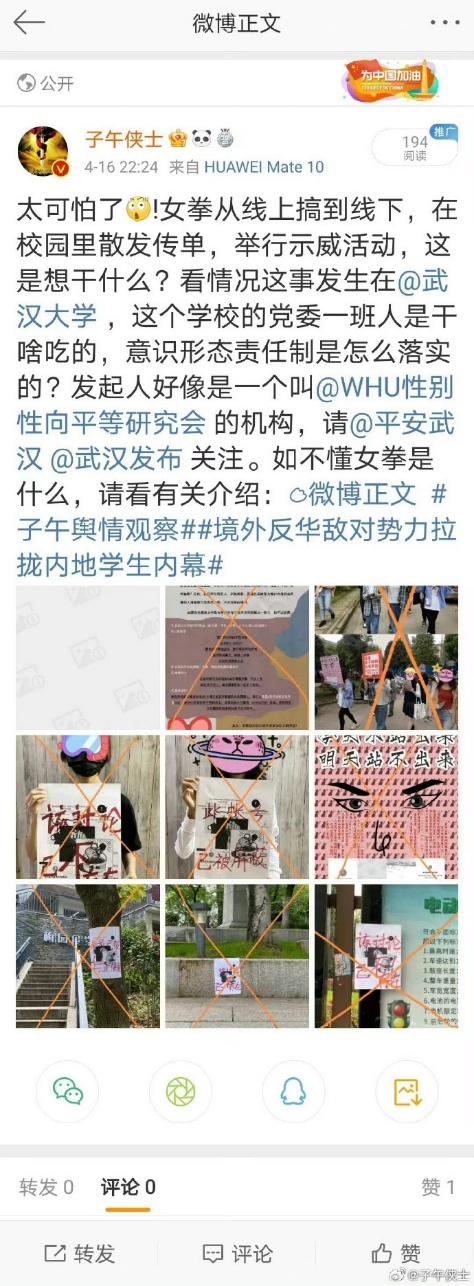 微博正文
公开
为中国加油
子午侠士
194
阅读
推广
4-16 22:24 来自 HUAWEI Mate 10
太可怕了!女拳从线上搞到线下，在
校园里散发传单，举行示威活动，这
是想干什么？看情况这事发生在@武
汉大学 ，这个学校的党委一班人是干
啥吃的，意识形态责任制是怎么落实
的？发起人好像是一个叫@WHU性别
性向平等研究会 的机构，请@平安武
汉 @武汉发布 关注。如不懂女拳是
什么，请看有关介绍：微博正文 #
子午舆情观察##境外反华敌对势力拉
拢内地学生内幕#
该讨论
此账号
已被屏蔽
明天站不出来
该讨论
转发 0
评论 0
赞 1
转发
评论
赞
@子午侠士